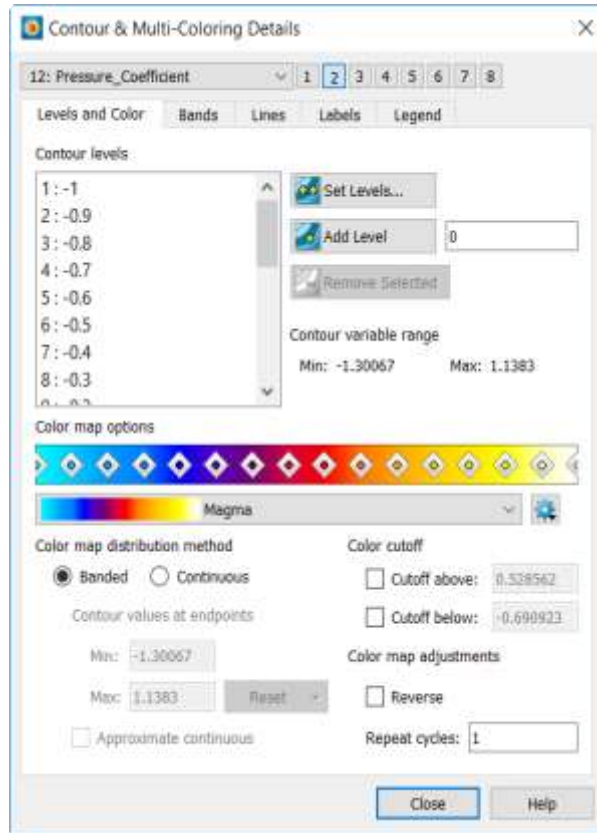 Contour & Multi-Coloring Details
12: Pressure_Coefficient 1 2 3 4 5 6 7 8
Levels and Color Bands Lines Labels Legend
Contour levels
1 : -1
2 : -0.9
3 : -0.8
4 : -0.7
5 : -0.6
6 : -0.5
7 : -0.4
8 : -0.3
Set Levels...
Add Level 0
Remove Selected
Contour variable range
Min: -1.30067 Max: 1.1383
Color map options
Magma
Color map distribution method
Banded Continuous
Contour values at endpoints
Min: -1.30067
Max: 1.1383 Reset
Approximate continuous
Color cutoff
Cutoff above: 0.528562
Cutoff below: -0.690923
Color map adjustments
Reverse
Repeat cycles: 1
Close Help